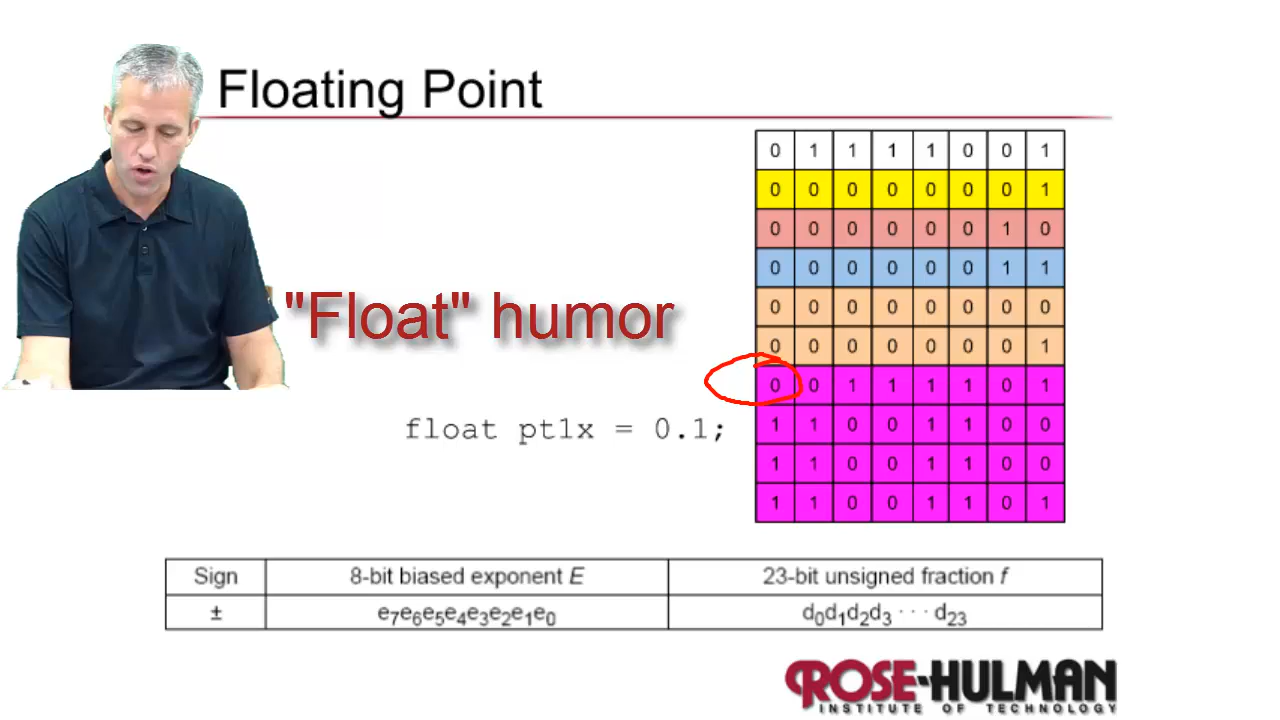 Floating Point
0 1 1 1 1 0 0 1
0 0 0 0 0 0 0 1
0 0 0 0 0 0 1 0
0 0 0 0 0 0 1 1
0 0 0 0 0 0 0 0
0 0 0 0 0 0 0 1
0 0 1 1 1 1 0 1
1 1 0 0 1 1 0 0
1 1 0 0 1 1 0 0
1 1 0 0 1 1 0 1
"Float" humor
float pt1x = 0.1;
Sign 8-bit biased exponent E 23-bit unsigned fraction f
± e7e6e5e4e3e2e1e0 d0d1d2d3 ··· d23
ROSE-HULMAN
INSTITUTE OF TECHNOLOGY